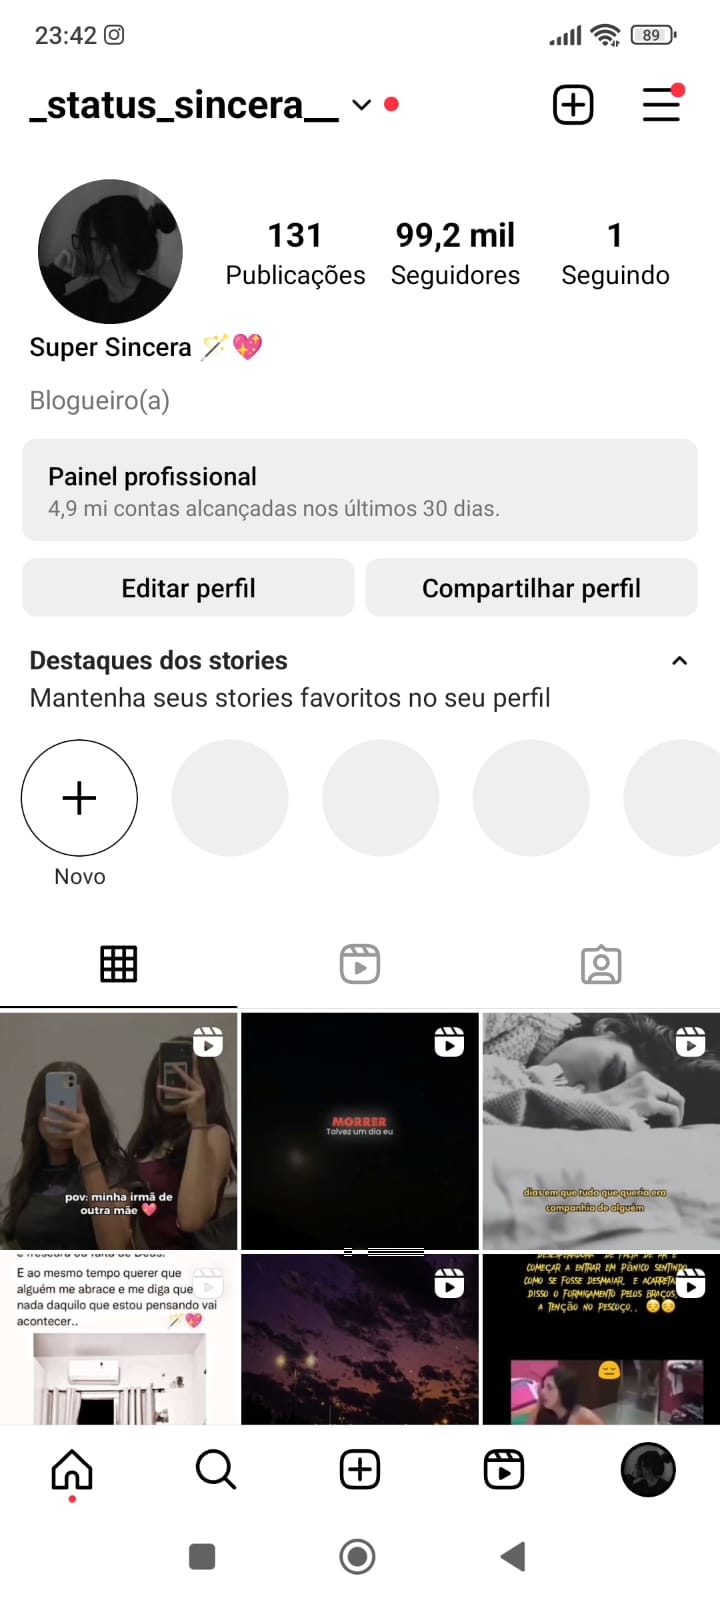 23:42
89
_status_sincera__
131
99,2 mil
1
Publicações
Seguidores
Seguindo
Super Sincera 🪄💖
Blogueiro(a)
Painel profissional
4,9 mi contas alcançadas nos últimos 30 dias.
Editar perfil
Compartilhar perfil
Destaques dos stories
Mantenha seus stories favoritos no seu perfil
Novo
pov: minha irmã de
outra mãe 💖
MORRER
Talvez um dia eu
dias em que tudo que queria era
companhia de alguém
E ao mesmo tempo querer que
alguém me abrace e me diga que
nada daquilo que estou pensando vai
acontecer.. 🪄💖
COMEÇAR A ENTRAR EM PÂNICO SENTINDO
COMO SE FOSSE DESMAIAR, E ACARRETA
DISSO O FORMIGAMENTO PELOS BRAÇOS,
A TENÇÃO NO PESCOÇO.. 😔😔